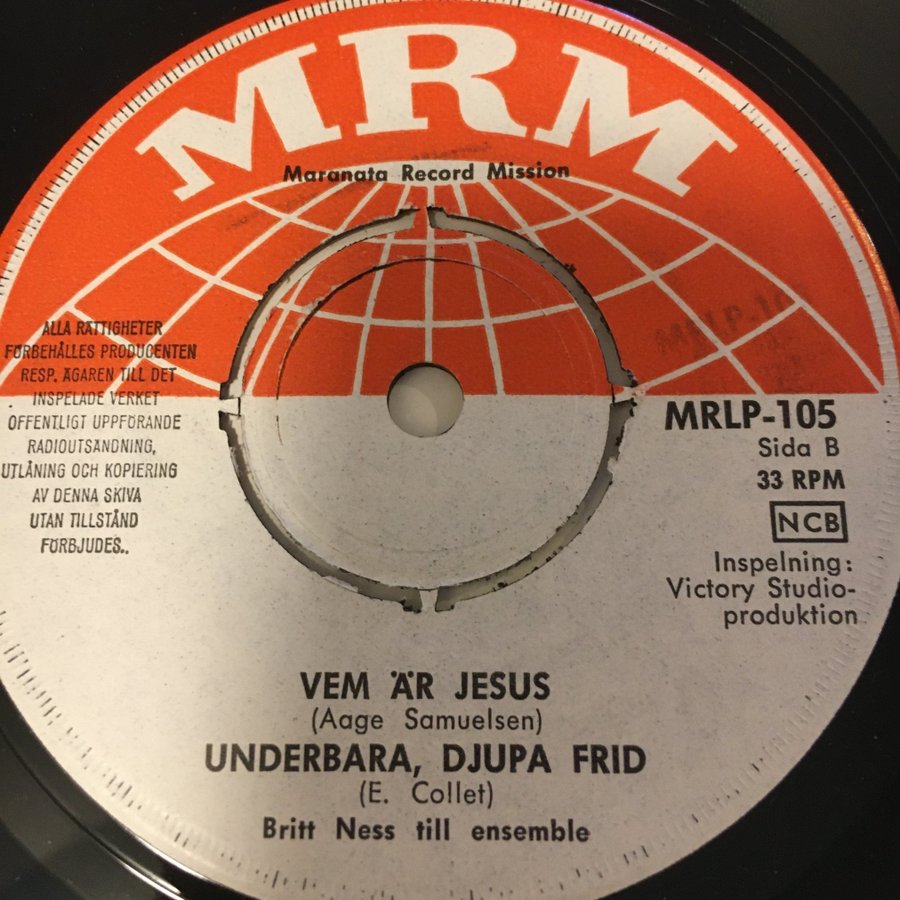 MRM
Maranata Record Mission
ALLA RÄTTIGHETER
FÖRBEHÅLLES PRODUCENTEN
RESP. ÄGAREN TILL DET
INSPELADE VERKET
OFFENTLIGT UPPFÖRANDE
RADIOUTSÄNDNING,
UTLÅNING OCH KOPIERING
AV DENNA SKIVA
UTAN TILLSTÅND
FÖRBJUDES..
MRLP-105
Sida B
33 RPM
NCB
Inspelning:
Victory Studio-
produktion
VEM ÄR JESUS
(Aage Samuelsen)
UNDERBARA, DJUPA FRID
(E. Collet)
Britt Ness till ensemble